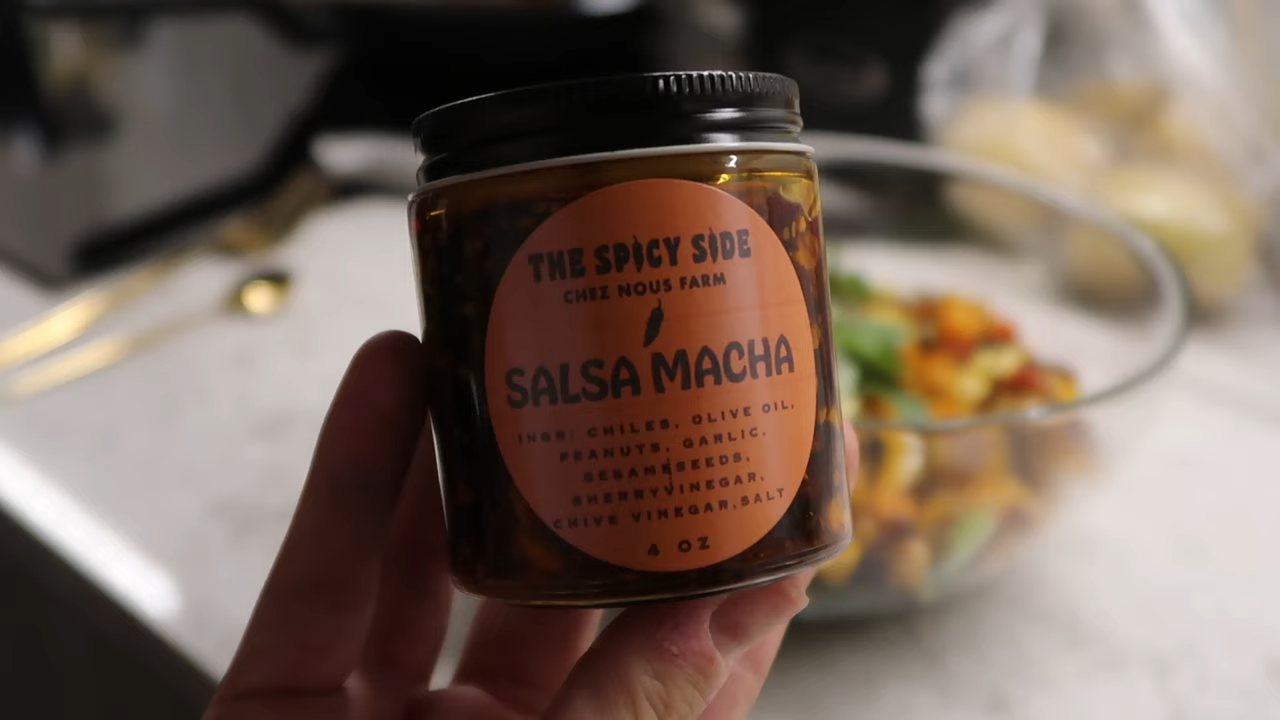 THE SPICY SIDE
CHEZ NOUS FARM
SALSA MACHA
INGR: CHILES, OLIVE OIL,
PEANUTS, GARLIC,
SESAMESEEDS,
SHERRYVINEGAR,
CHIVE VINEGAR,SALT
4 OZ